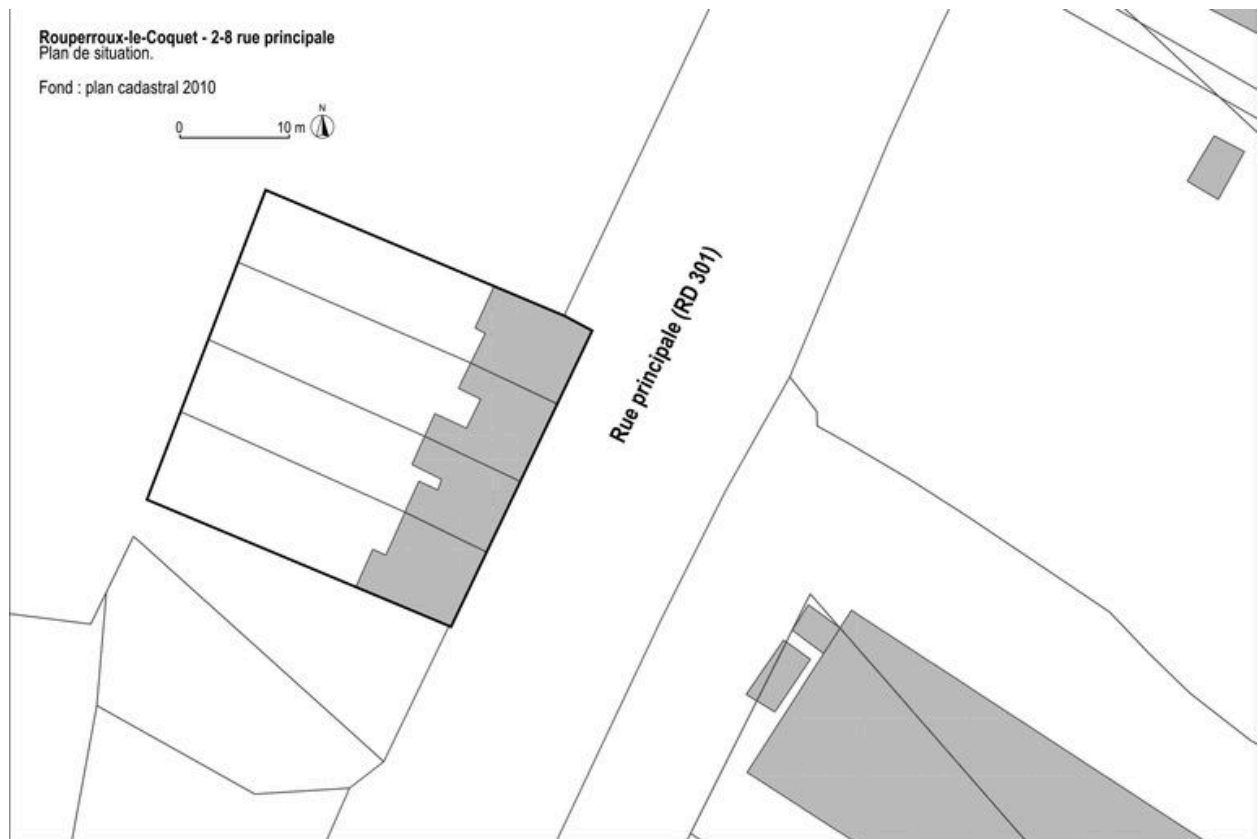 Rouperroux-le-Coquet - 2-8 rue principale
Plan de situation.
Fond : plan cadastral 2010
N
0 10 m
Rue principale (RD 301)